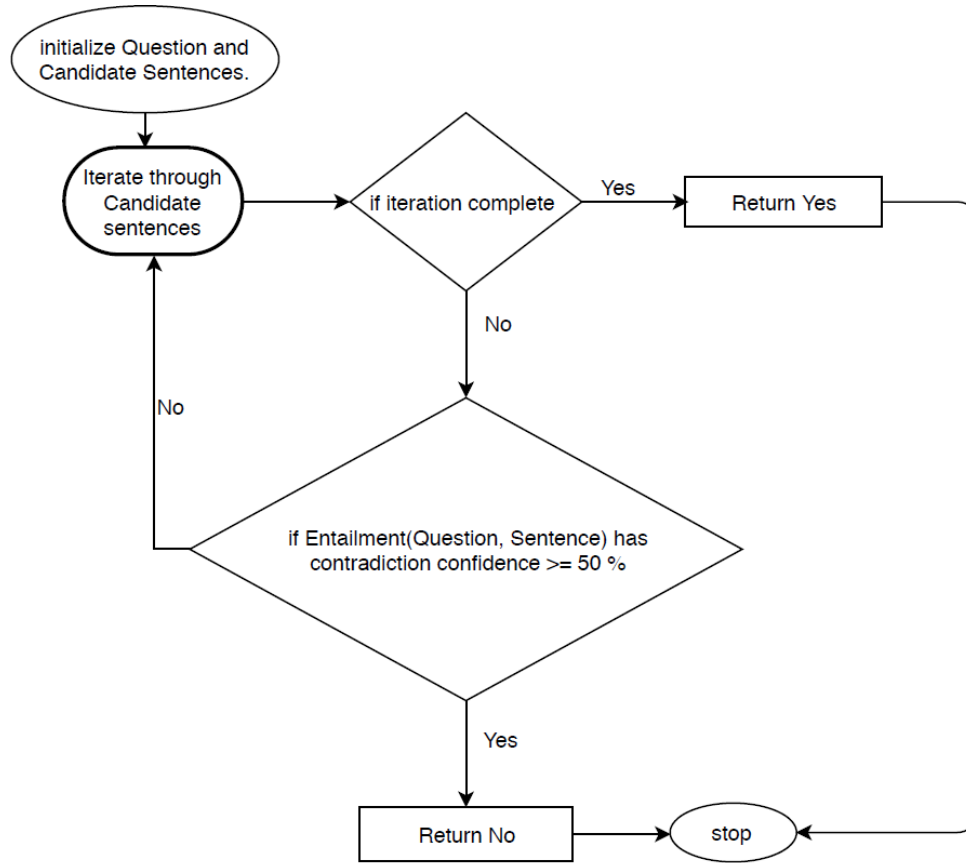 initialize Question and
Candidate Sentences.
Iterate through
Candidate
sentences
if iteration complete
Yes
Return Yes
No
No
if Entailment(Question, Sentence) has
contradiction confidence >= 50 %
Yes
Return No
stop